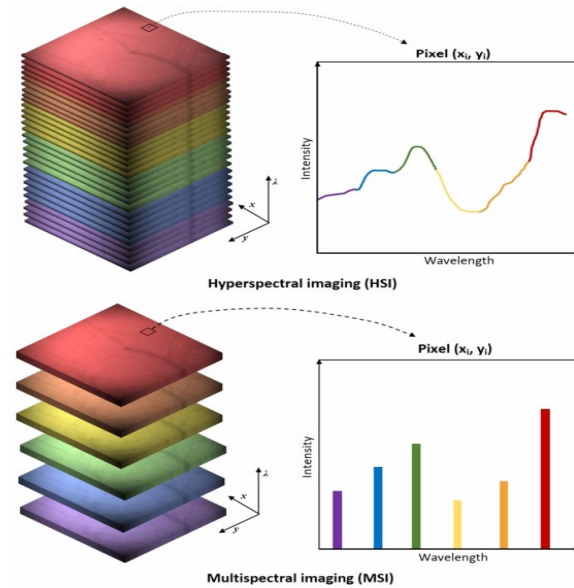 Pixel (xᵢ, yᵢ)
Intensity
λ
x
y
Wavelength
Hyperspectral imaging (HSI)
Pixel (xᵢ, yᵢ)
Intensity
λ
x
y
Wavelength
Multispectral imaging (MSI)